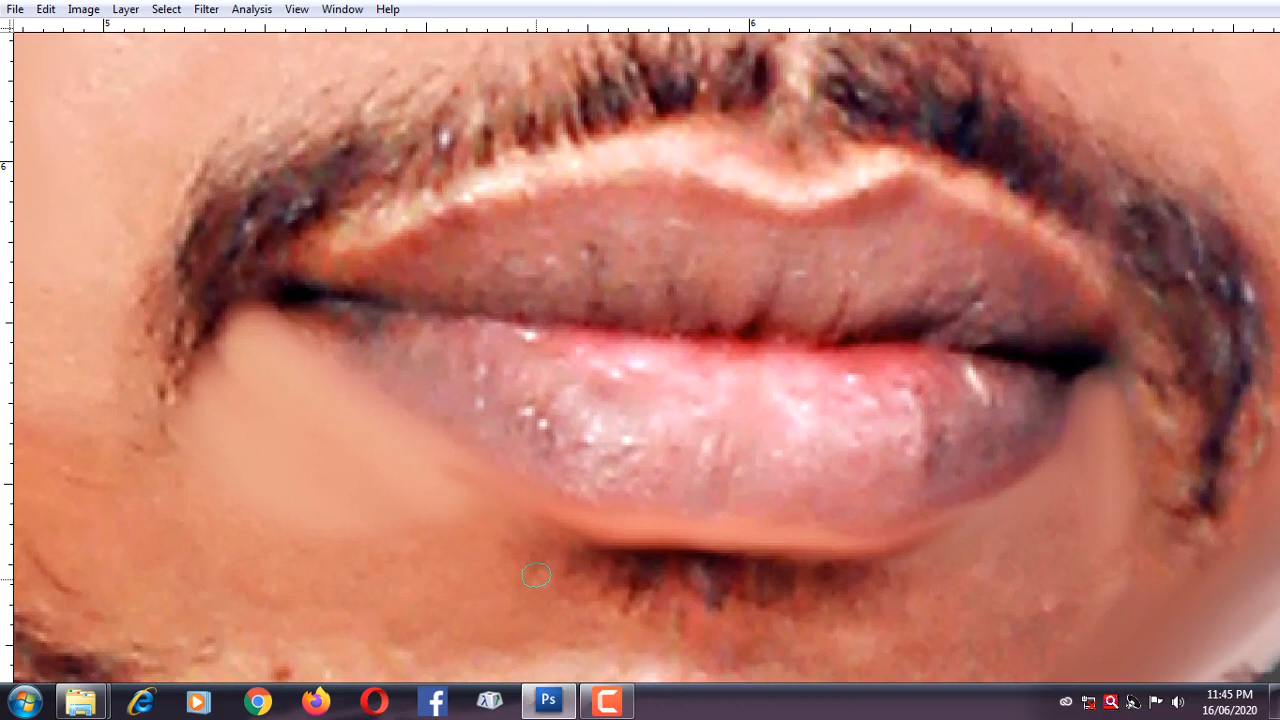 File Edit Image Layer Select Filter Analysis View Window Help
5 6
6
Ps
11:45 PM
16/06/2020